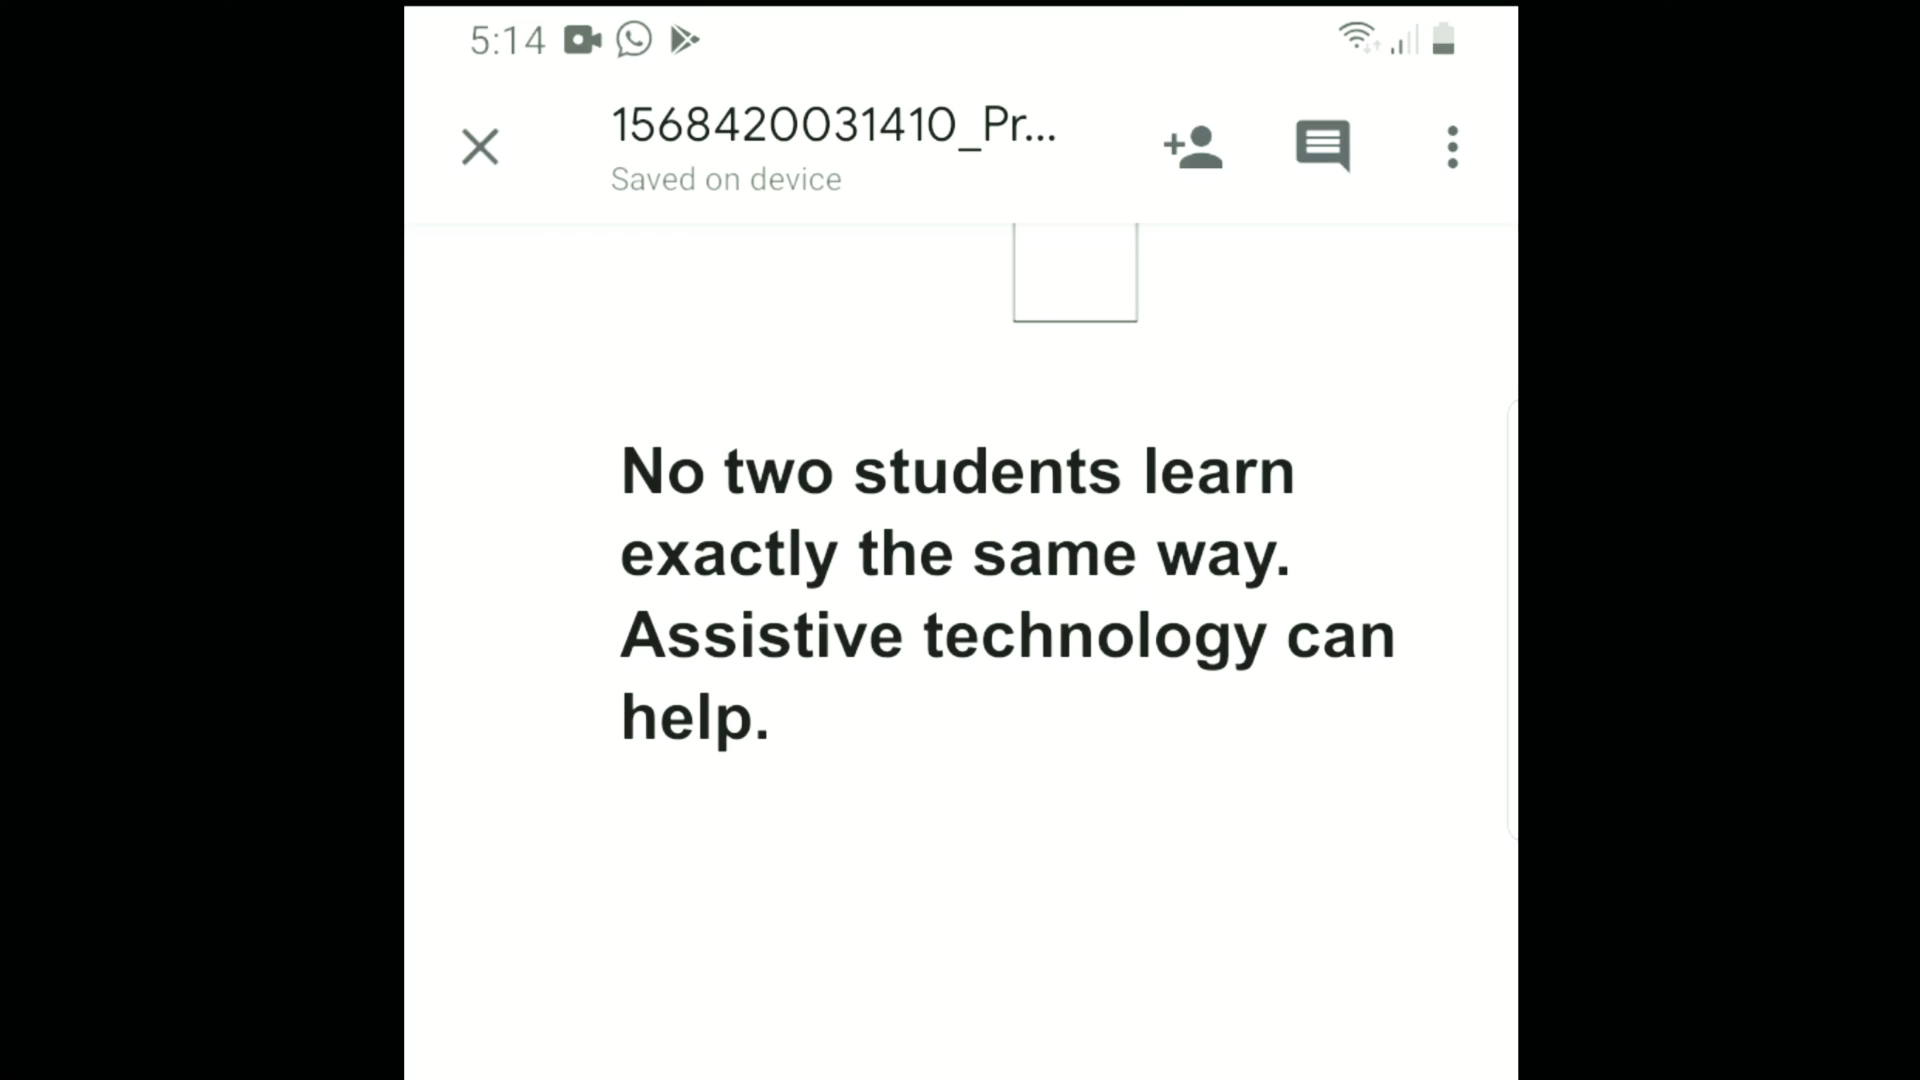 5:14
1568420031410_Pr...
Saved on device
No two students learn
exactly the same way.
Assistive technology can
help.